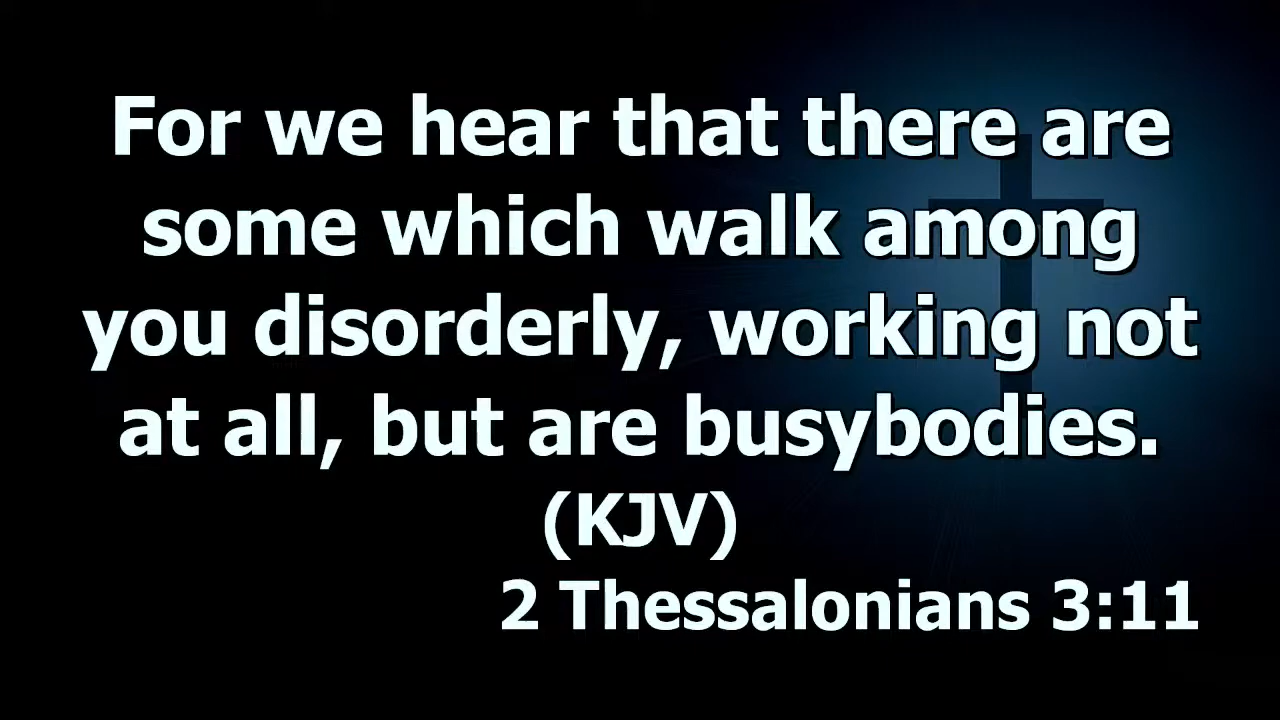 For we hear that there are
some which walk among
you disorderly, working not
at all, but are busybodies.
(KJV)
2 Thessalonians 3:11